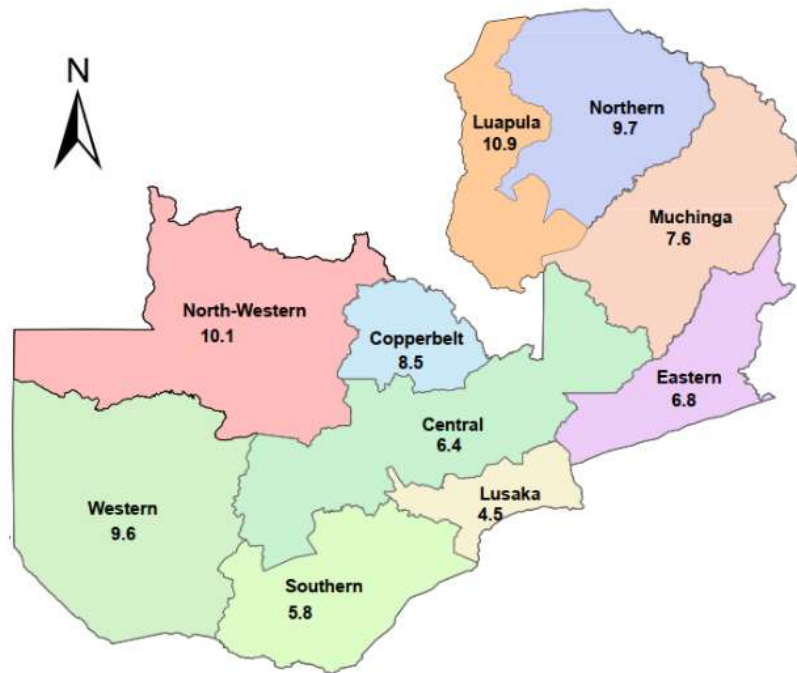 N
Luapula
10.9
Northern
9.7
Muchinga
7.6
North-Western
10.1
Copperbelt
8.5
Eastern
6.8
Central
6.4
Lusaka
4.5
Western
9.6
Southern
5.8